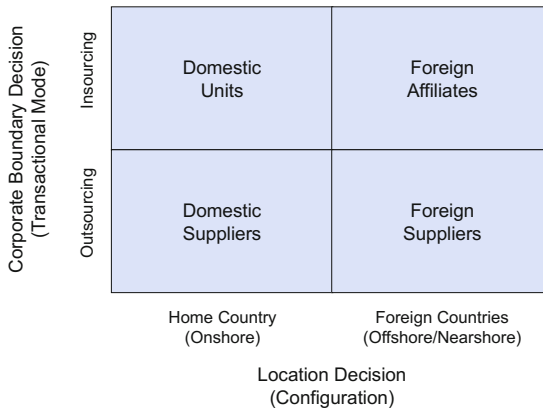 Corporate Boundary Decision
(Transactional Mode)
Insourcing
Outsourcing
Domestic
Units
Foreign
Affiliates
Domestic
Suppliers
Foreign
Suppliers
Home Country
(Onshore)
Foreign Countries
(Offshore/Nearshore)
Location Decision
(Configuration)